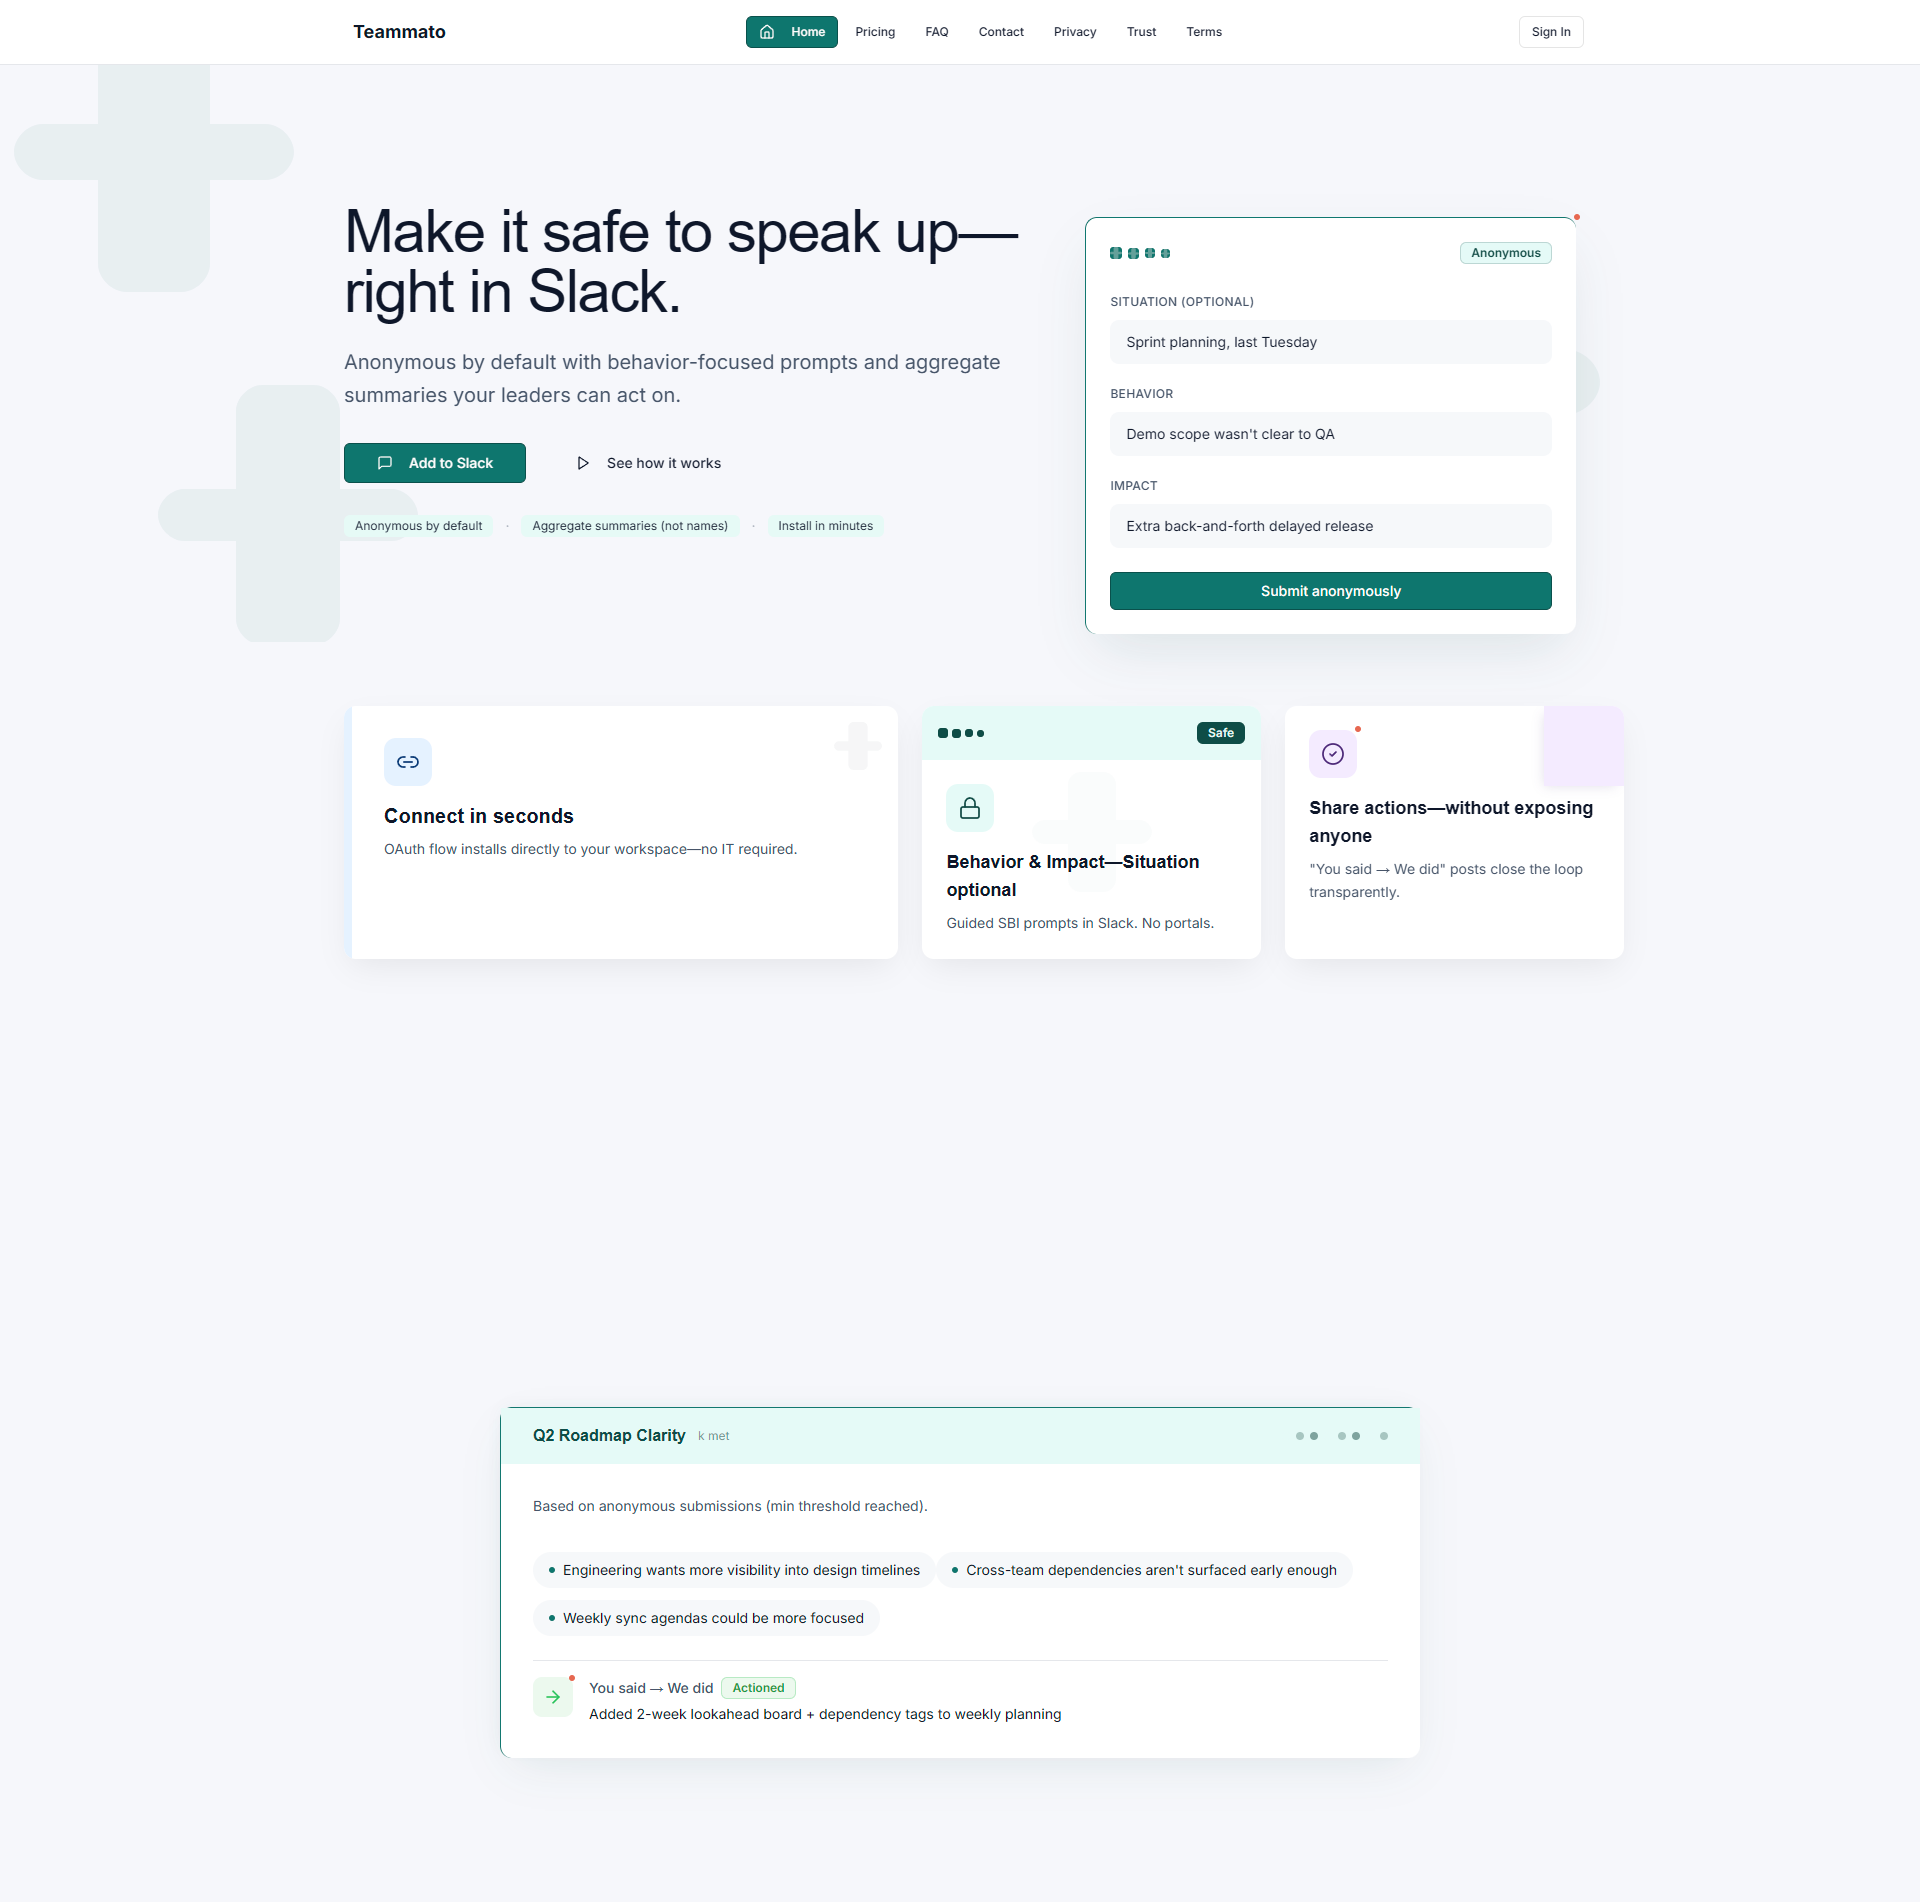 Teammato
Home
Pricing
FAQ
Contact
Privacy
Trust
Terms
Sign In
Make it safe to speak up—
right in Slack.
Anonymous by default with behavior-focused prompts and aggregate
summaries your leaders can act on.
Add to Slack
See how it works
Anonymous by default · Aggregate summaries (not names) · Install in minutes
Anonymous
SITUATION (OPTIONAL)
Sprint planning, last Tuesday
BEHAVIOR
Demo scope wasn't clear to QA
IMPACT
Extra back-and-forth delayed release
Submit anonymously
Connect in seconds
OAuth flow installs directly to your workspace—no IT required.
Safe
Behavior & Impact—Situation
optional
Guided SBI prompts in Slack. No portals.
Share actions—without exposing
anyone
"You said → We did" posts close the loop
transparently.
Q2 Roadmap Clarity k met
Based on anonymous submissions (min threshold reached).
Engineering wants more visibility into design timelines
Cross-team dependencies aren't surfaced early enough
Weekly sync agendas could be more focused
You said → We did Actioned
Added 2-week lookahead board + dependency tags to weekly planning